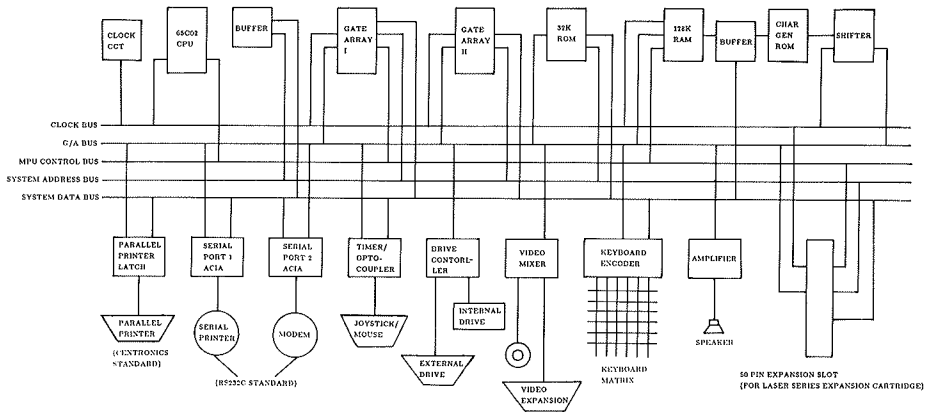 CLOCK
CCT
65C02
CPU
BUFFER
GATE
ARRAY
I
GATE
ARRAY
II
32K
ROM
128K
RAM
BUFFER
CHAR
GEN
ROM
SHIFTER
CLOCK BUS
G/A BUS
MPU CONTROL BUS
SYSTEM ADDRESS BUS
SYSTEM DATA BUS
PARALLEL
PRINTER
LATCH
SERIAL
PORT 1
ACIA
SERIAL
PORT 2
ACIA
TIMER/
OPTO-
COUPLER
DRIVE
CONTORL-
LER
VIDEO
MIXER
KEYBOARD
ENCODER
AMPLIFIER
PARALLEL
PRINTER
(CENTRONICS
STANDARD)
SERIAL
PRINTER
MODEM
(RS232C STANDARD)
JOYSTICK/
MOUSE
INTERNAL
DRIVE
EXTERNAL
DRIVE
VIDEO
EXPANSION
KEYBOARD
MATRIX
SPEAKER
50 PIN EXPANSION SLOT
(FOR LASER SERIES EXPANSION CARTRIDGE)